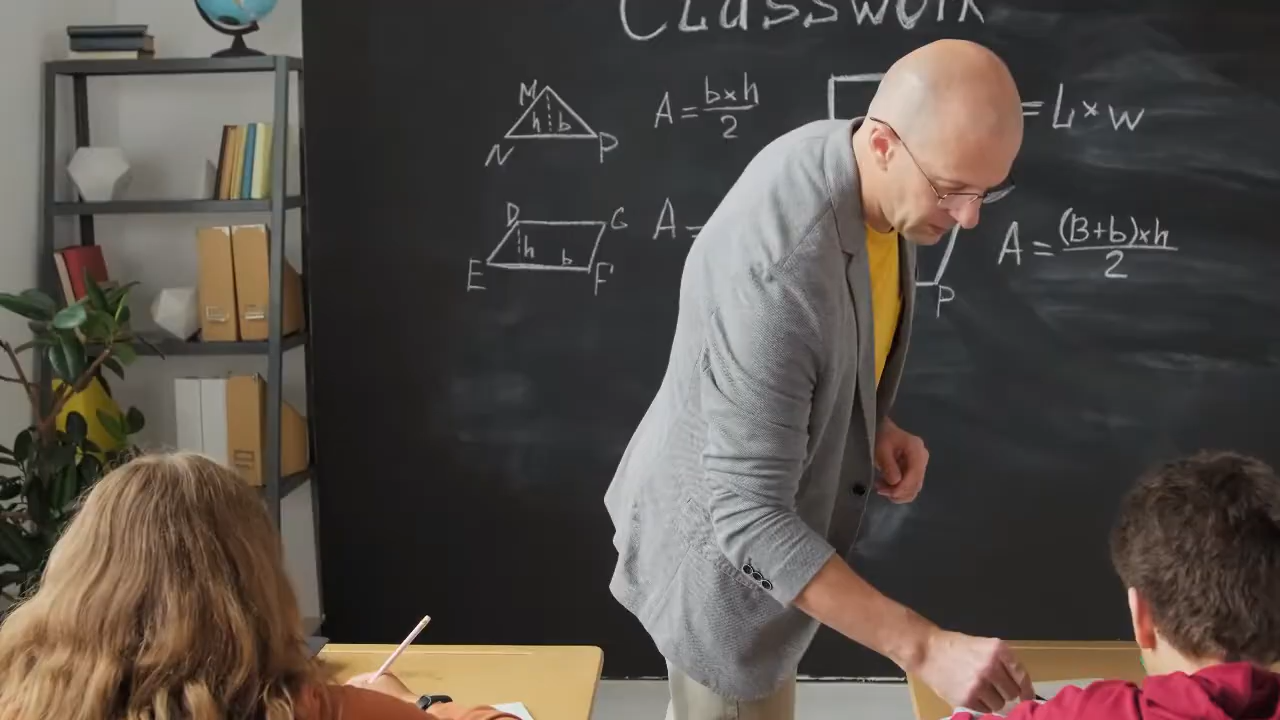 Classwork
M
h b
N P
A = b×h/2
= L×W
D G
h b
E F
A =
P
A = (B+b)×h/2